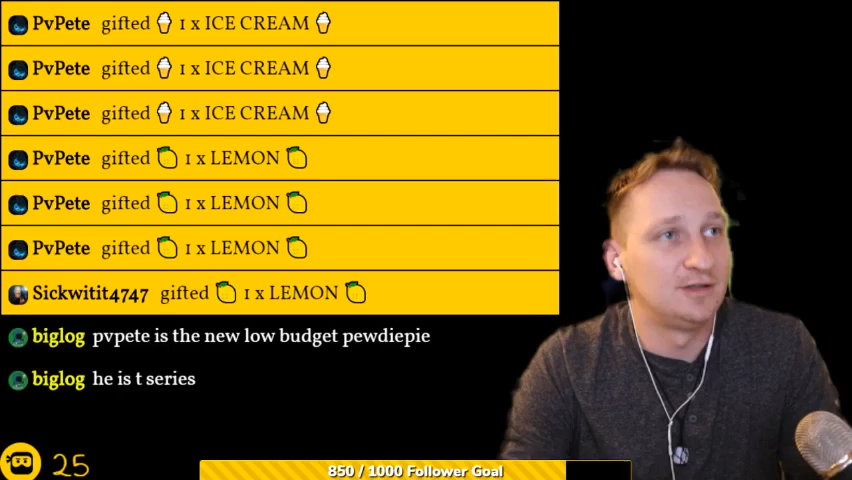 PvPete gifted 1 x ICE CREAM
PvPete gifted 1 x ICE CREAM
PvPete gifted 1 x ICE CREAM
PvPete gifted 1 x LEMON
PvPete gifted 1 x LEMON
PvPete gifted 1 x LEMON
Sickwitit4747 gifted 1 x LEMON
biglog pvpete is the new low budget pewdiepie
biglog he is t series
25
850 / 1000 Follower Goal